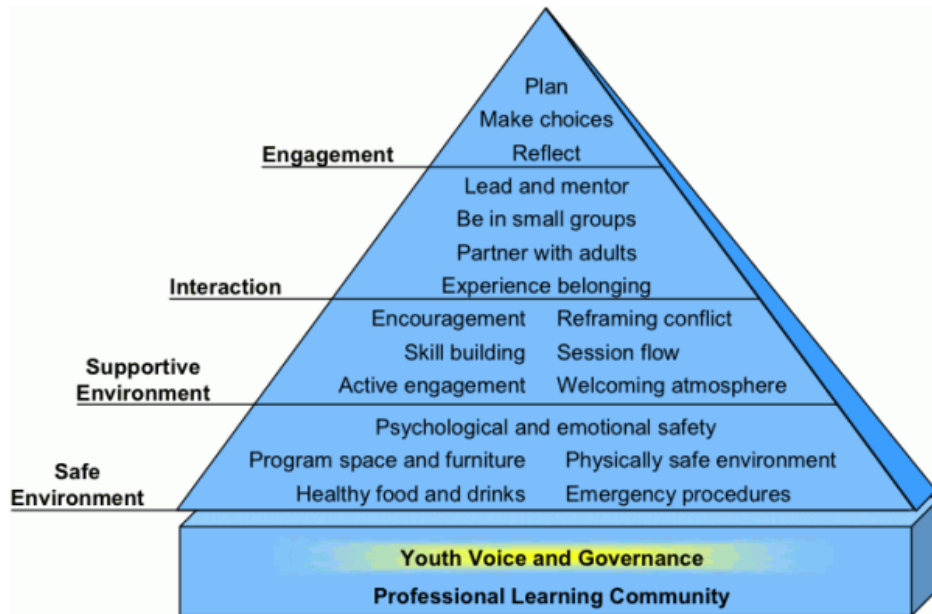 Plan
Make choices
Engagement Reflect
Lead and mentor
Be in small groups
Partner with adults
Interaction Experience belonging
Encouragement Reframing conflict
Skill building Session flow
Supportive
Environment Active engagement Welcoming atmosphere
Psychological and emotional safety
Program space and furniture Physically safe environment
Safe
Environment Healthy food and drinks Emergency procedures
Youth Voice and Governance
Professional Learning Community